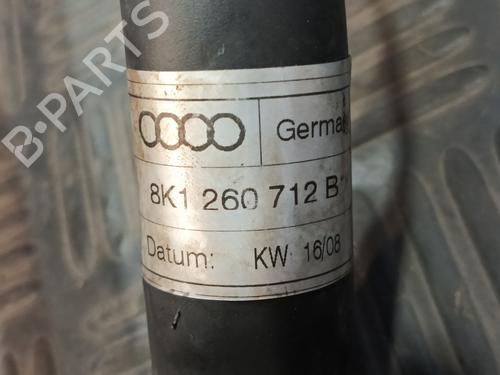 Germa
8K1 260 712 B
Datum: KW 16/08
B-PARTS